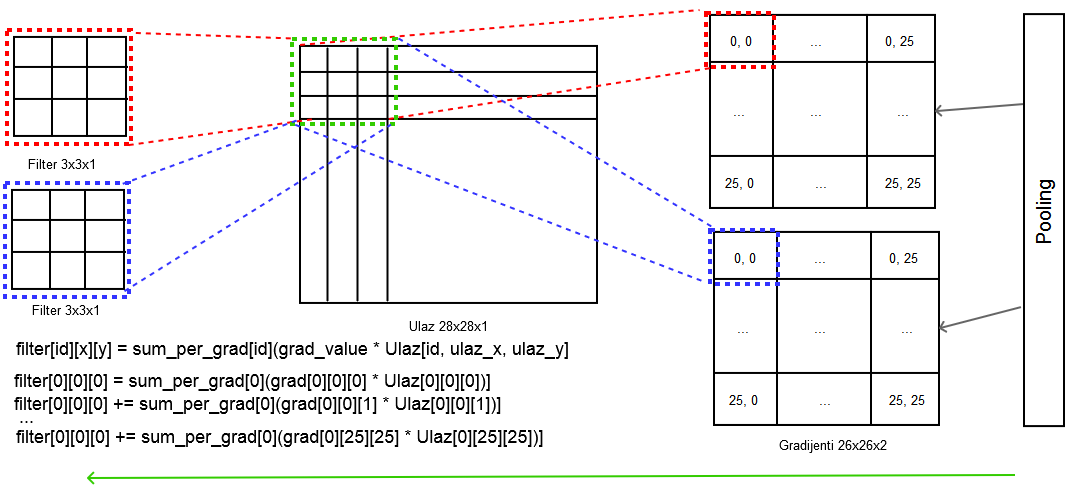 0, 0
...
0, 25
...
...
...
25, 0
...
25, 25
Filter 3x3x1
Pooling
0, 0
...
0, 25
...
...
...
25, 0
...
25, 25
Filter 3x3x1
Ulaz 28x28x1
Gradijenti 26x26x2
filter[id][x][y] = sum_per_grad[id](grad_value * Ulaz[id, ulaz_x, ulaz_y]
filter[0][0][0] = sum_per_grad[0](grad[0][0][0] * Ulaz[0][0][0])]
filter[0][0][0] += sum_per_grad[0](grad[0][0][1] * Ulaz[0][0][1])]
...
filter[0][0][0] += sum_per_grad[0](grad[0][25][25] * Ulaz[0][25][25])]